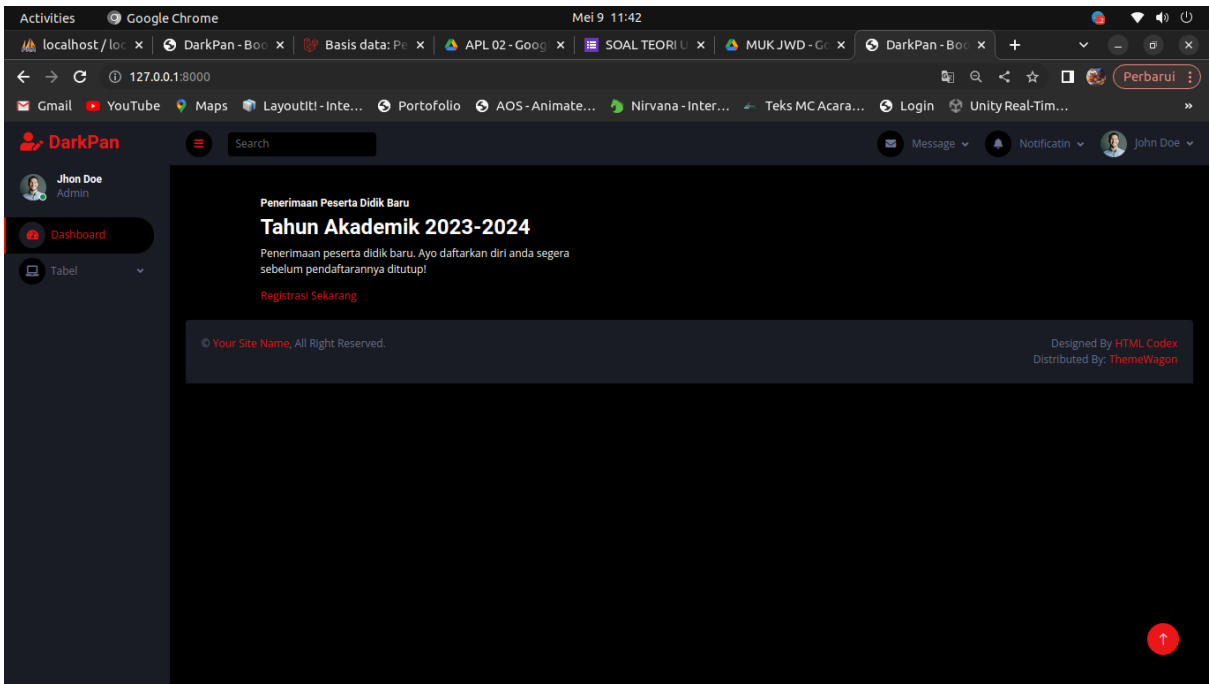 Activities Google Chrome Mei 9 11:42
localhost / loc DarkPan - Boo Basis data: Pe APL 02 - Goog SOAL TEORI U MUK JWD - Go DarkPan - Boo
127.0.0.1:8000 Perbarui
Gmail YouTube Maps LayoutIt! - Inte... Portofolio AOS - Animate... Nirvana - Inter... Teks MC Acara... Login Unity Real-Tim... »
DarkPan Search Message Notificatin John Doe
Jhon Doe
Admin
Dashboard
Tabel
Penerimaan Peserta Didik Baru
Tahun Akademik 2023-2024
Penerimaan peserta didik baru. Ayo daftarkan diri anda segera
sebelum pendaftarannya ditutup!
Registrasi Sekarang
© Your Site Name, All Right Reserved.
Designed By HTML Codex
Distributed By: ThemeWagon